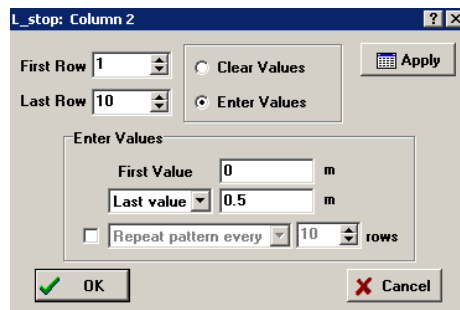 L_stop: Column 2
First Row 1
Last Row 10
Clear Values
Enter Values
Apply
Enter Values
First Value 0 m
Last value 0.5 m
Repeat pattern every 10 rows
OK
Cancel